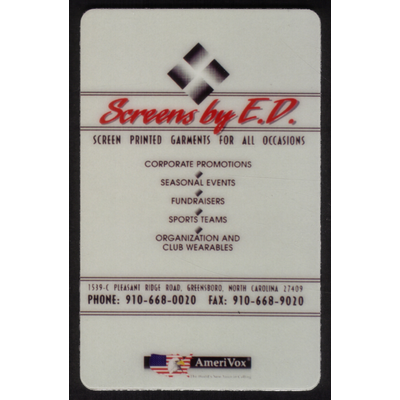 Screens by E.D.
SCREEN PRINTED GARMENTS FOR ALL OCCASIONS
CORPORATE PROMOTIONS
SEASONAL EVENTS
FUNDRAISERS
SPORTS TEAMS
ORGANIZATION AND
CLUB WEARABLES
1539-C PLEASANT RIDGE ROAD, GREENSBORO, NORTH CAROLINA 27409
PHONE: 910-668-0020 FAX: 910-668-9020
AmeriVox®